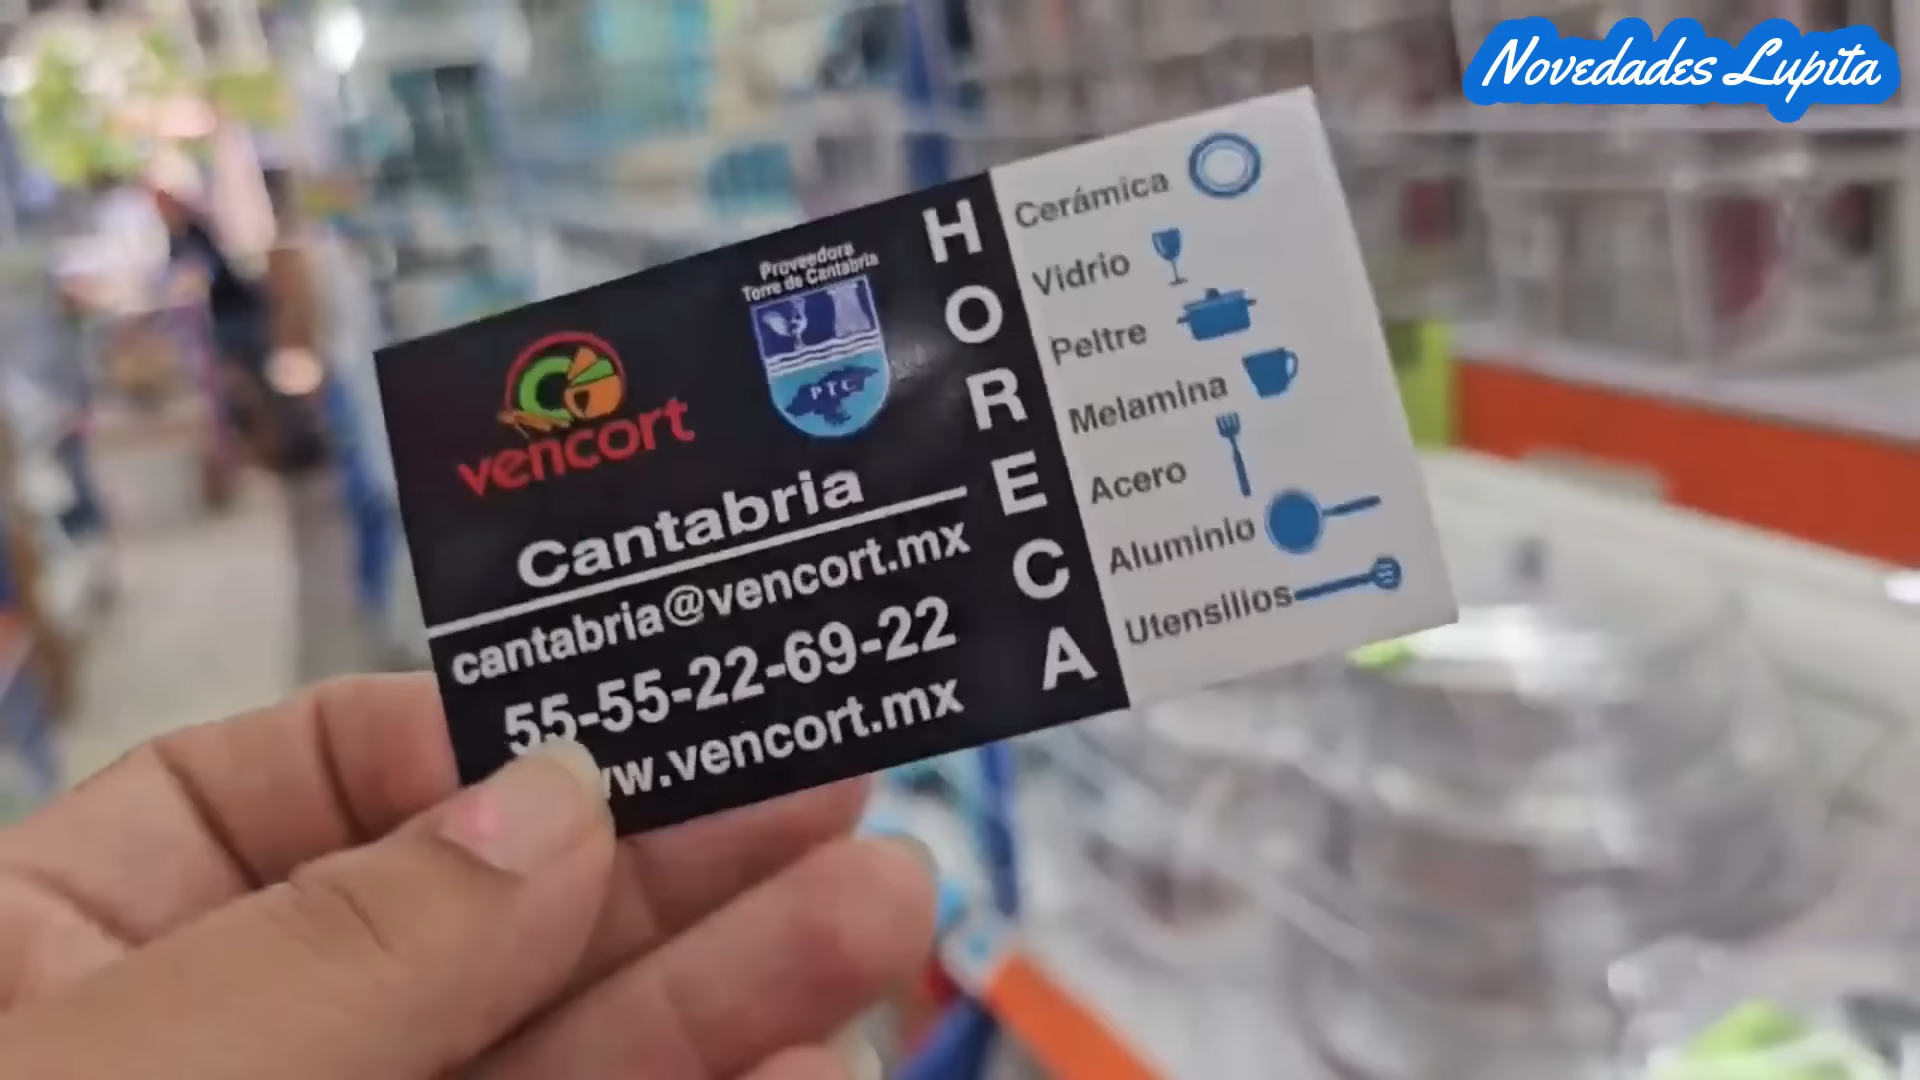 Novedades Lupita
Proveedora
Torre de Cantabria
PTC
vencort
Cantabria
cantabria@vencort.mx
55-55-22-69-22
w.vencort.mx
HORECA
Cerámica
Vidrio
Peltre
Melamina
Acero
Aluminio
Utensilios